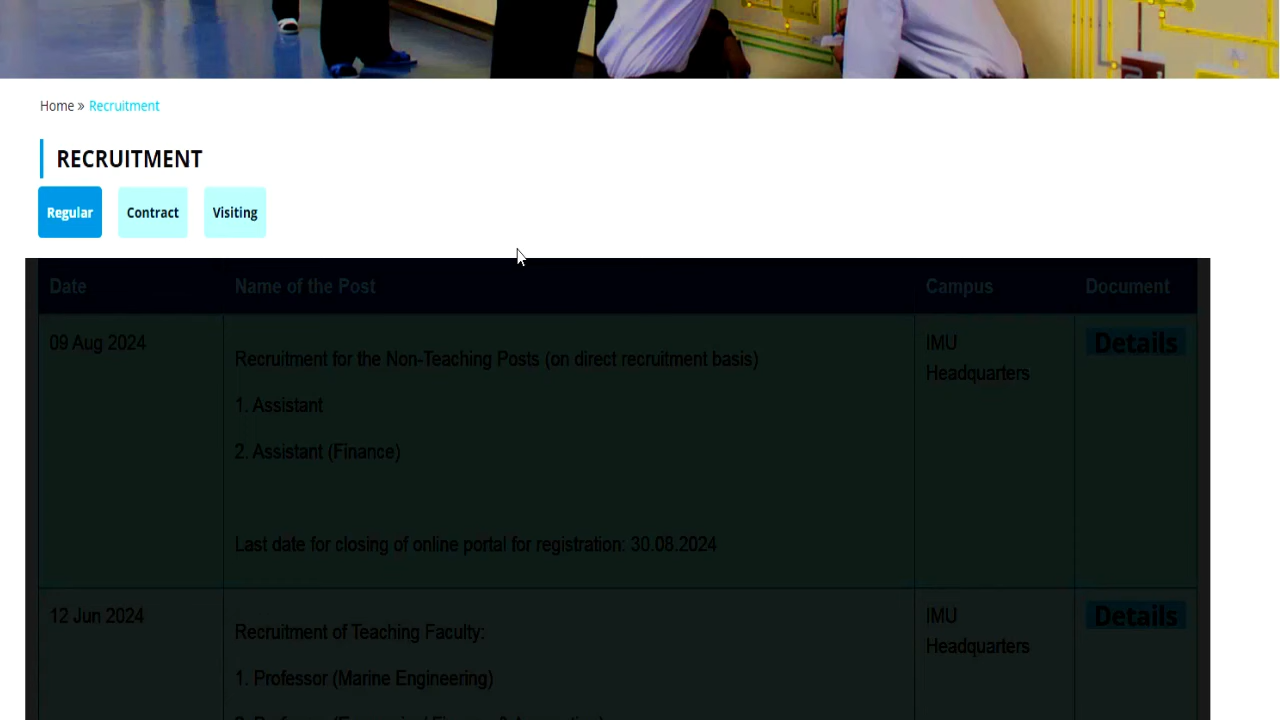 Home » Recruitment
RECRUITMENT
Regular Contract Visiting
Date Name of the Post Campus Document
09 Aug 2024 Recruitment for the Non-Teaching Posts (on direct recruitment basis) IMU Headquarters Details
1. Assistant
2. Assistant (Finance)
Last date for closing of online portal for registration: 30.08.2024
12 Jun 2024 Recruitment of Teaching Faculty: IMU Headquarters Details
1. Professor (Marine Engineering)